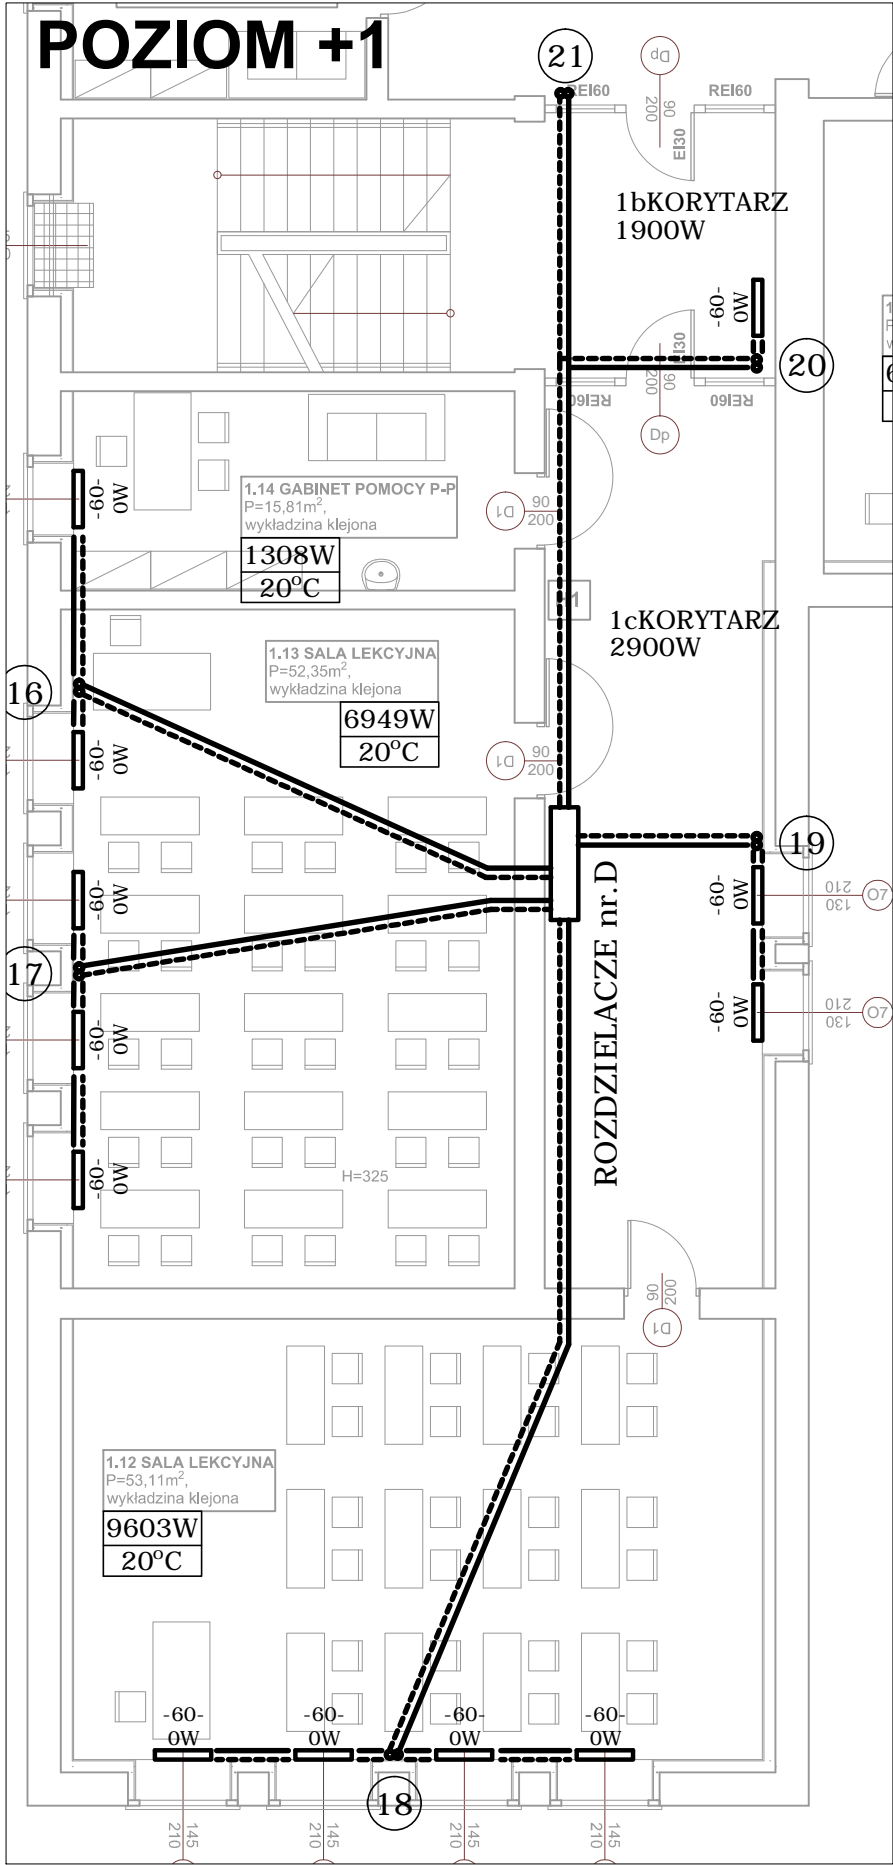 POZIOM +1
21
Dp
REI60
REI60
90
200
EI30
1bKORYTARZ
1900W
-60-
0W
20
EI30
90
200
REI60
REI60
Dp
-60-
0W
1.14 GABINET POMOCY P-P
P=15,81m²,
wykładzina klejona
1308W
20°C
D1
90
200
1cKORYTARZ
2900W
1.13 SALA LEKCYJNA
P=52,35m²,
wykładzina klejona
6949W
20°C
16
-60-
0W
D1
90
200
19
-60-
0W
210
130
O7
-60-
0W
17
-60-
0W
-60-
0W
210
130
O7
ROZDZIELACZE nr.D
-60-
0W
H=325
90
200
D1
1.12 SALA LEKCYJNA
P=53,11m²,
wykładzina klejona
9603W
20°C
-60-
0W
-60-
0W
-60-
0W
-60-
0W
18
145
210
145
210
145
210
145
210